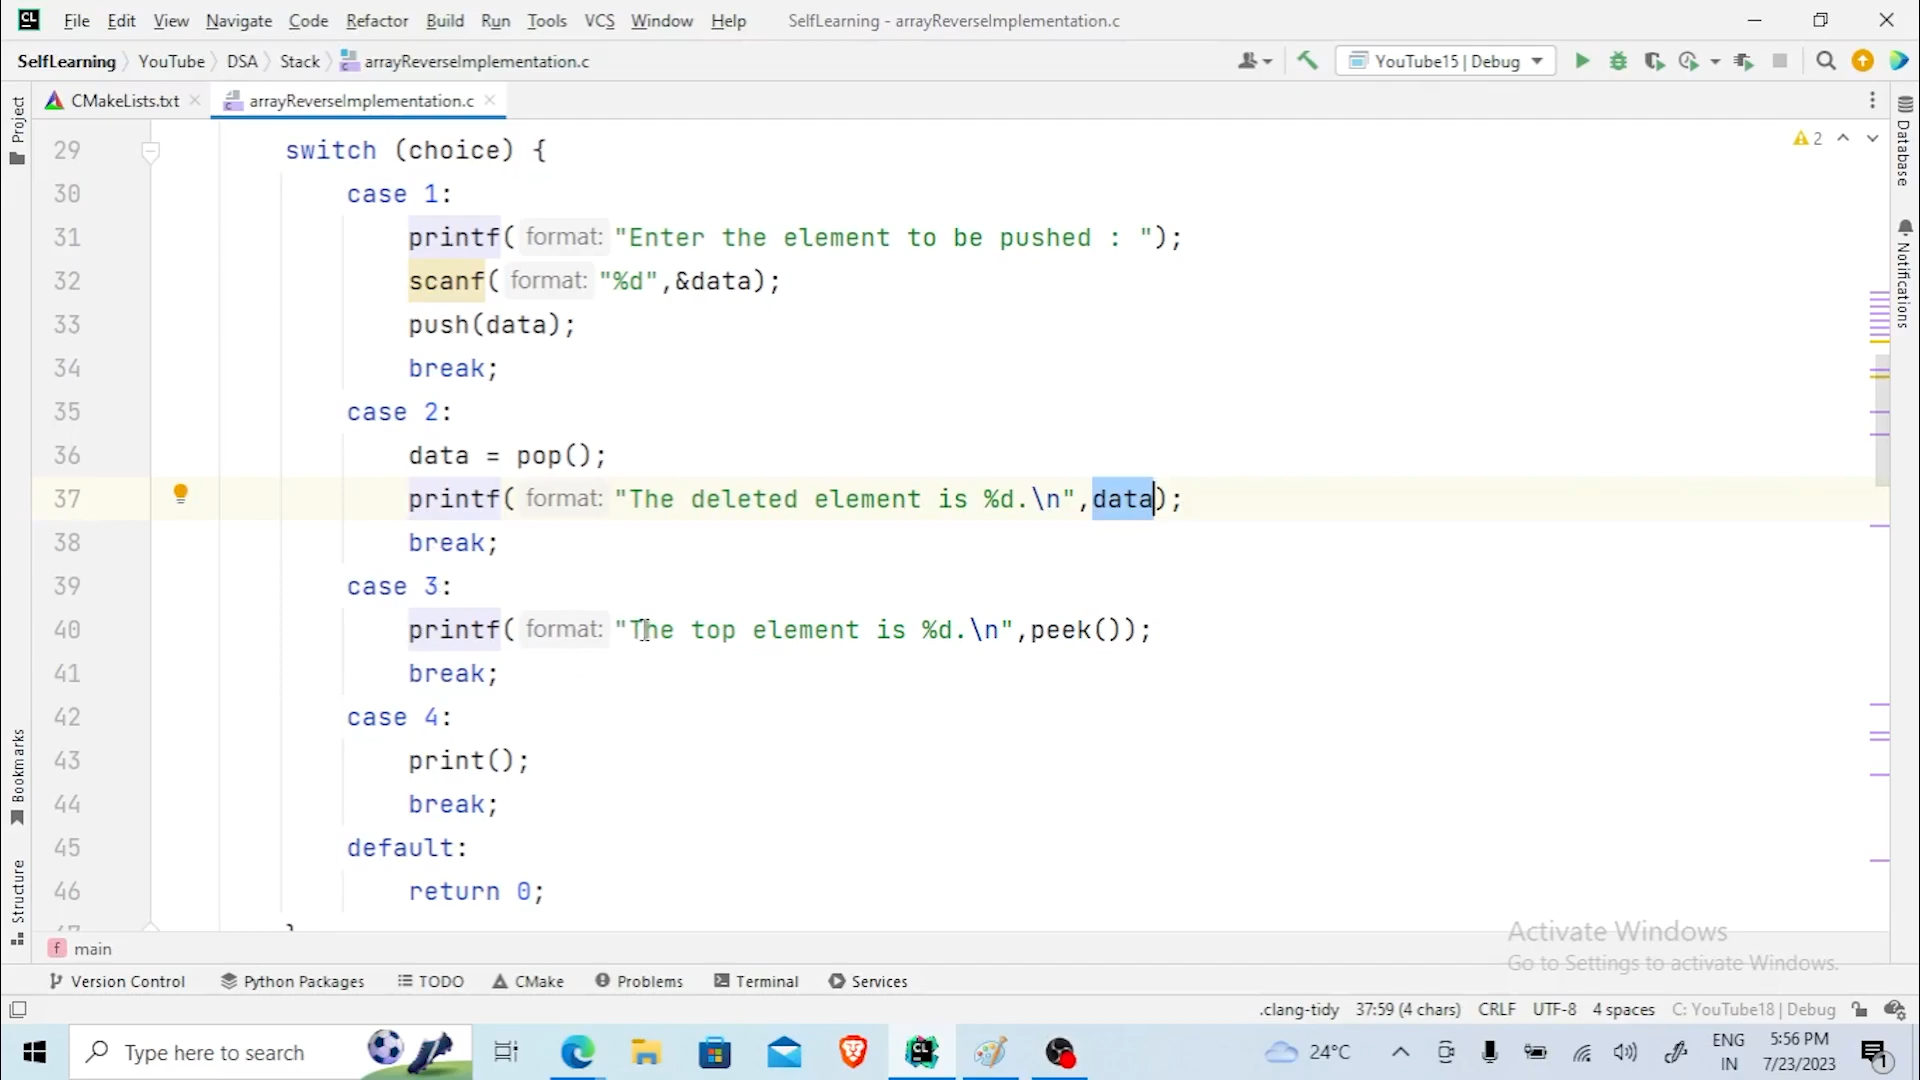 CL File Edit View Navigate Code Refactor Build Run Tools VCS Window Help SelfLearning - arrayReverseImplementation.c
SelfLearning YouTube DSA Stack arrayReverseImplementation.c YouTube15 | Debug
CMakeLists.txt arrayReverseImplementation.c
Project
Database
Notifications
2
29 switch (choice) {
30 case 1:
31 printf( format: "Enter the element to be pushed : ");
32 scanf( format: "%d",&data);
33 push(data);
34 break;
35 case 2:
36 data = pop();
37 printf( format: "The deleted element is %d.\n",data);
38 break;
39 case 3:
40 printf( format: "The top element is %d.\n",peek());
41 break;
42 case 4:
43 print();
44 break;
45 default:
46 return 0;
47 }
Bookmarks
Structure
Activate Windows
Go to Settings to activate Windows.
f main
Version Control Python Packages TODO CMake Problems Terminal Services
.clang-tidy 37:59 (4 chars) CRLF UTF-8 4 spaces C: YouTube18 | Debug
Type here to search CL 24°C ENG 5:56 PM
IN 7/23/2023 1